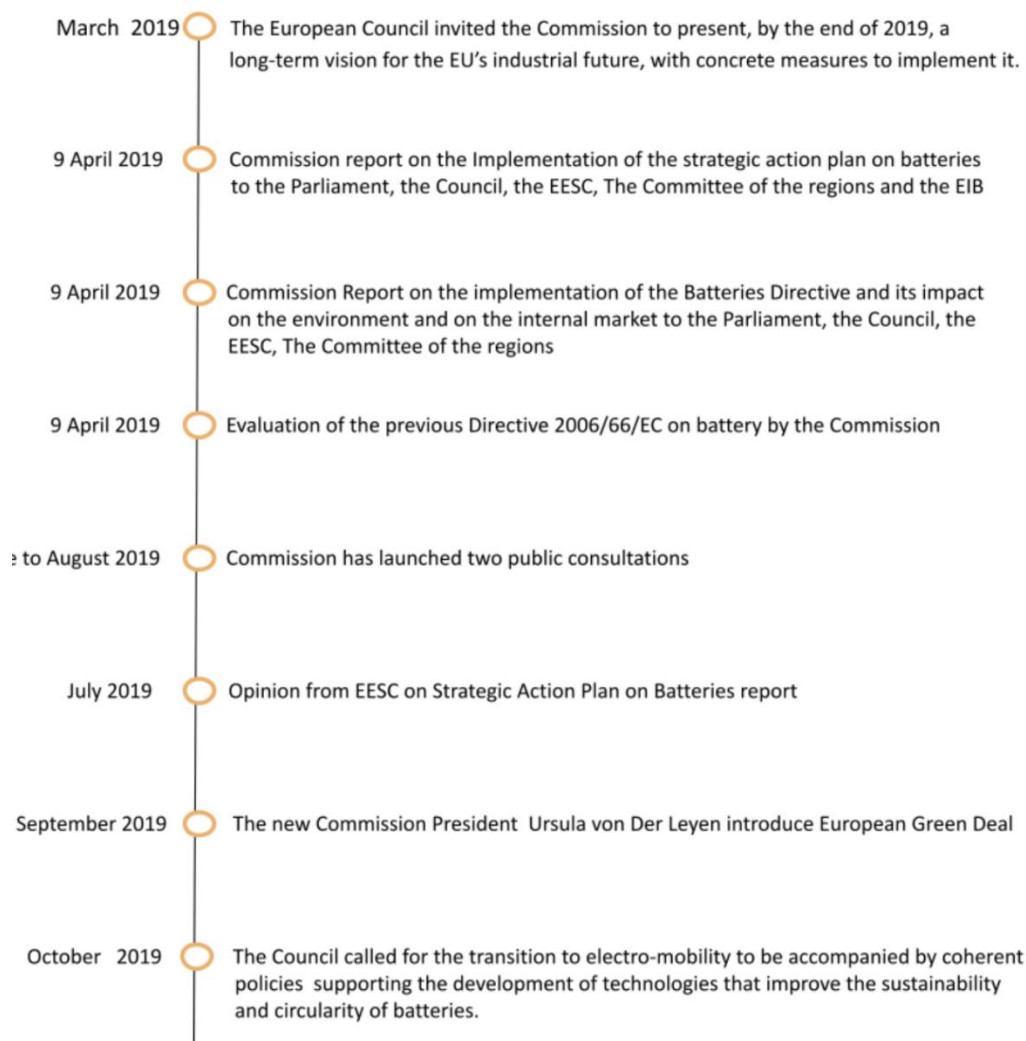 March 2019
The European Council invited the Commission to present, by the end of 2019, a
long-term vision for the EU's industrial future, with concrete measures to implement it.
9 April 2019
Commission report on the Implementation of the strategic action plan on batteries
to the Parliament, the Council, the EESC, The Committee of the regions and the EIB
9 April 2019
Commission Report on the implementation of the Batteries Directive and its impact
on the environment and on the internal market to the Parliament, the Council, the
EESC, The Committee of the regions
9 April 2019
Evaluation of the previous Directive 2006/66/EC on battery by the Commission
to August 2019
Commission has launched two public consultations
July 2019
Opinion from EESC on Strategic Action Plan on Batteries report
September 2019
The new Commission President Ursula von Der Leyen introduce European Green Deal
October 2019
The Council called for the transition to electro-mobility to be accompanied by coherent
policies supporting the development of technologies that improve the sustainability
and circularity of batteries.